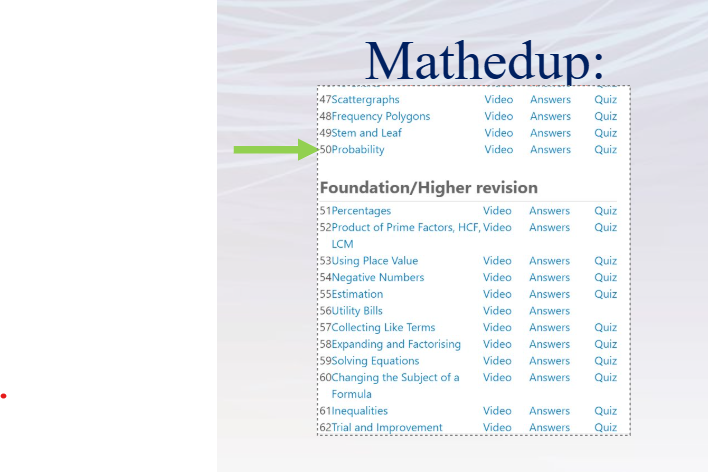 Mathedup:
47Scattergraphs Video Answers Quiz
48Frequency Polygons Video Answers Quiz
49Stem and Leaf Video Answers Quiz
50Probability Video Answers Quiz
Foundation/Higher revision
51Percentages Video Answers Quiz
52Product of Prime Factors, HCF, Video Answers Quiz
LCM
53Using Place Value Video Answers Quiz
54Negative Numbers Video Answers Quiz
55Estimation Video Answers Quiz
56Utility Bills Video Answers
57Collecting Like Terms Video Answers Quiz
58Expanding and Factorising Video Answers Quiz
59Solving Equations Video Answers Quiz
60Changing the Subject of a Video Answers Quiz
Formula
61Inequalities Video Answers Quiz
62Trial and Improvement Video Answers Quiz